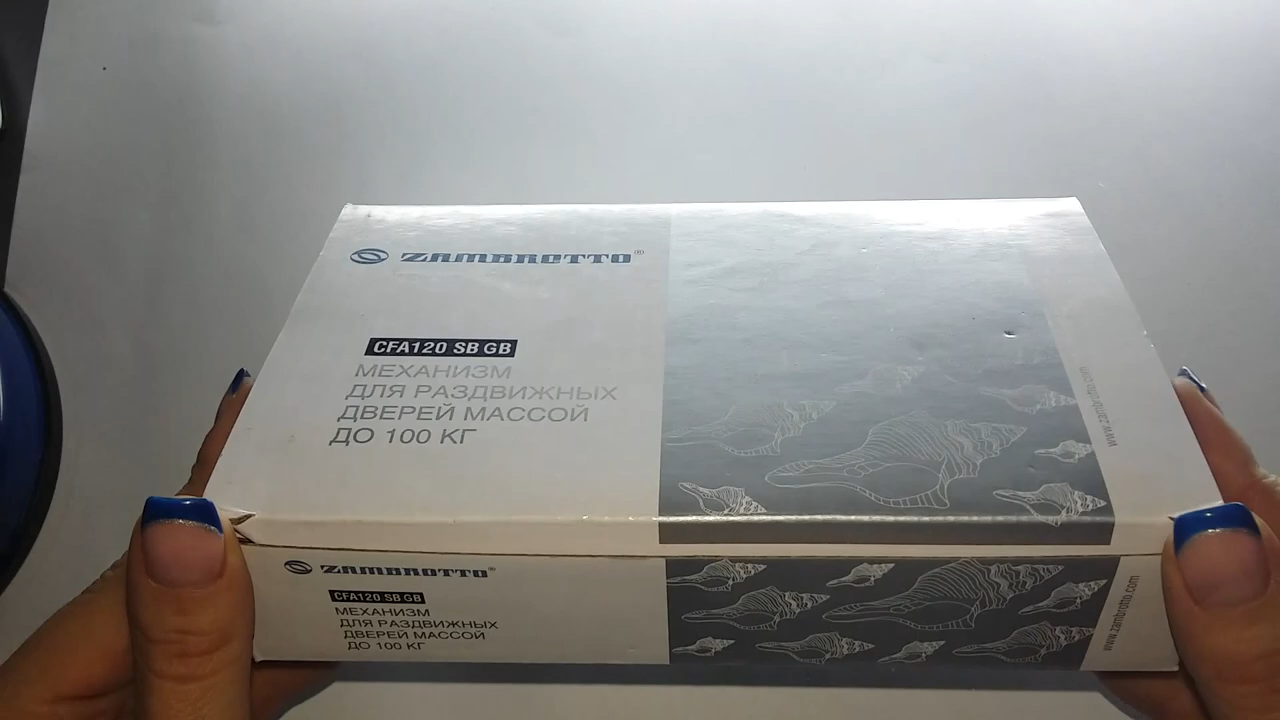 ZAMBROTTO®
CFA120 SB GB
МЕХАНИЗМ
ДЛЯ РАЗДВИЖНЫХ
ДВЕРЕЙ МАССОЙ
ДО 100 КГ
www.zambrotto.com
ZAMBROTTO®
CFA120 SB GB
МЕХАНИЗМ
ДЛЯ РАЗДВИЖНЫХ
ДВЕРЕЙ МАССОЙ
ДО 100 КГ
www.zambrotto.com